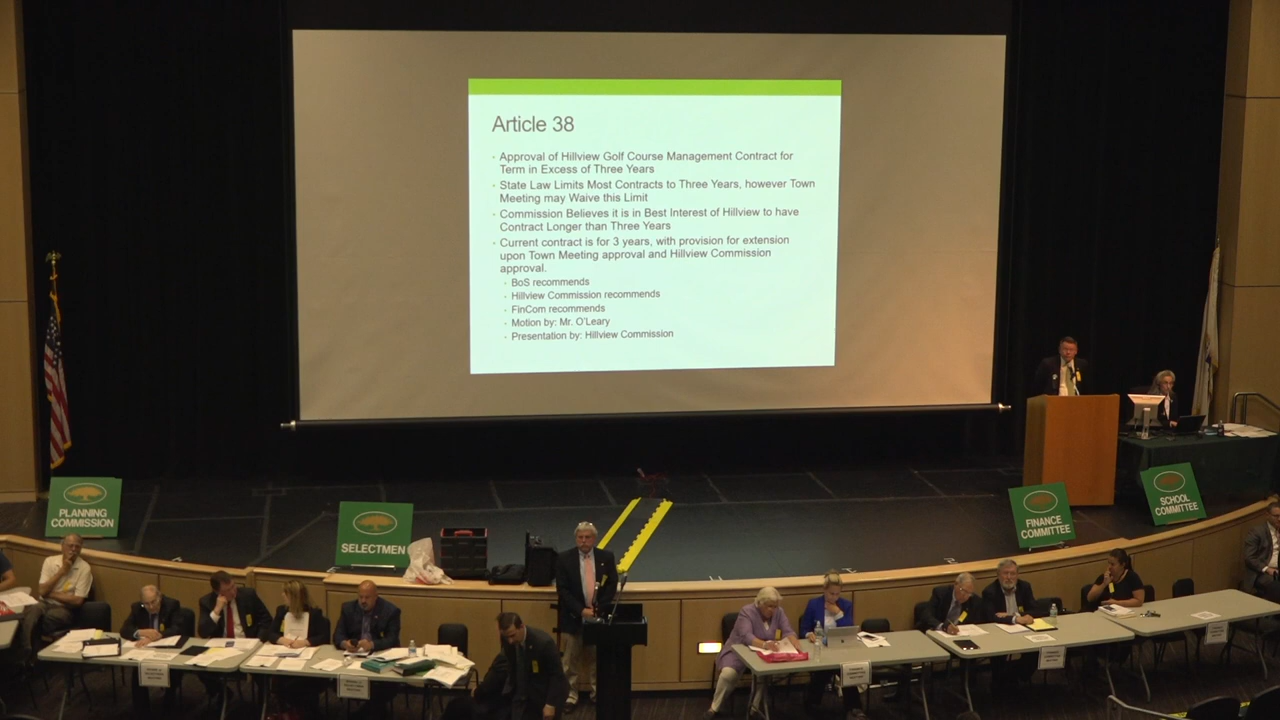 Article 38
Approval of Hillview Golf Course Management Contract for
Term in Excess of Three Years
State Law Limits Most Contracts to Three Years, however Town
Meeting may Waive this Limit
Commission Believes it is in Best Interest of Hillview to have
Contract Longer than Three Years
Current contract is for 3 years, with provision for extension
upon Town Meeting approval and Hillview Commission
approval.
BoS recommends
Hillview Commission recommends
FinCom recommends
Motion by: Mr. O'Leary
Presentation by: Hillview Commission
PLANNING
COMMISSION
SELECTMEN
FINANCE
COMMITTEE
SCHOOL
COMMITTEE